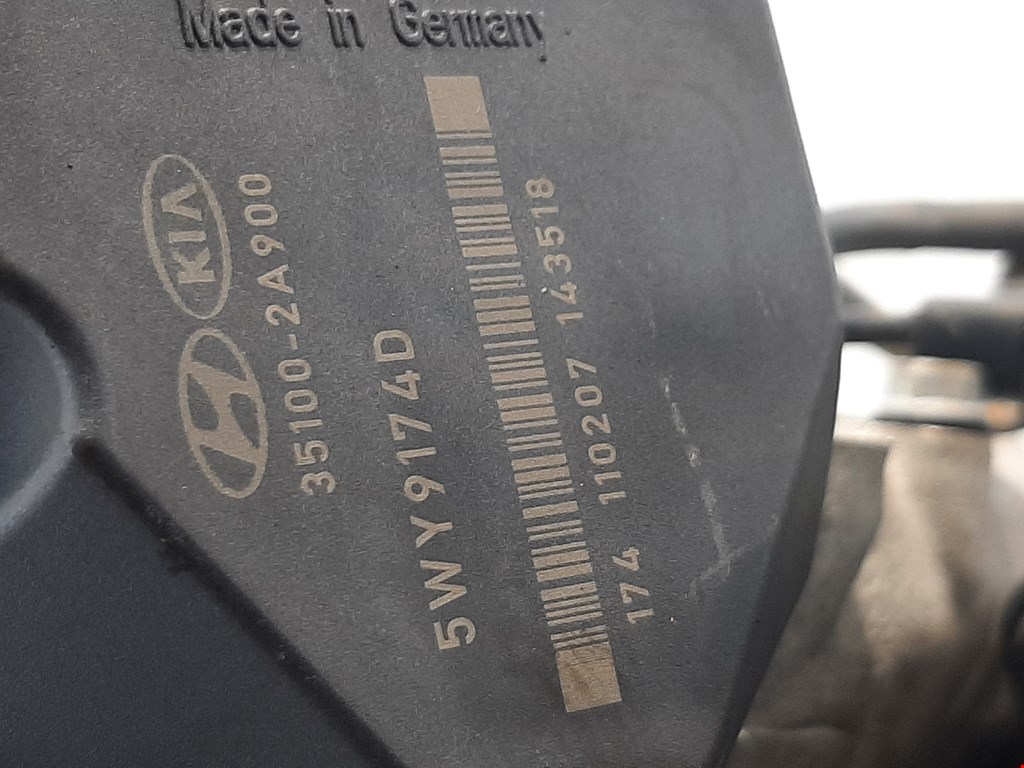 Made in Germany
KIA
35100-2A900
5WY9174D
174 110207 143518